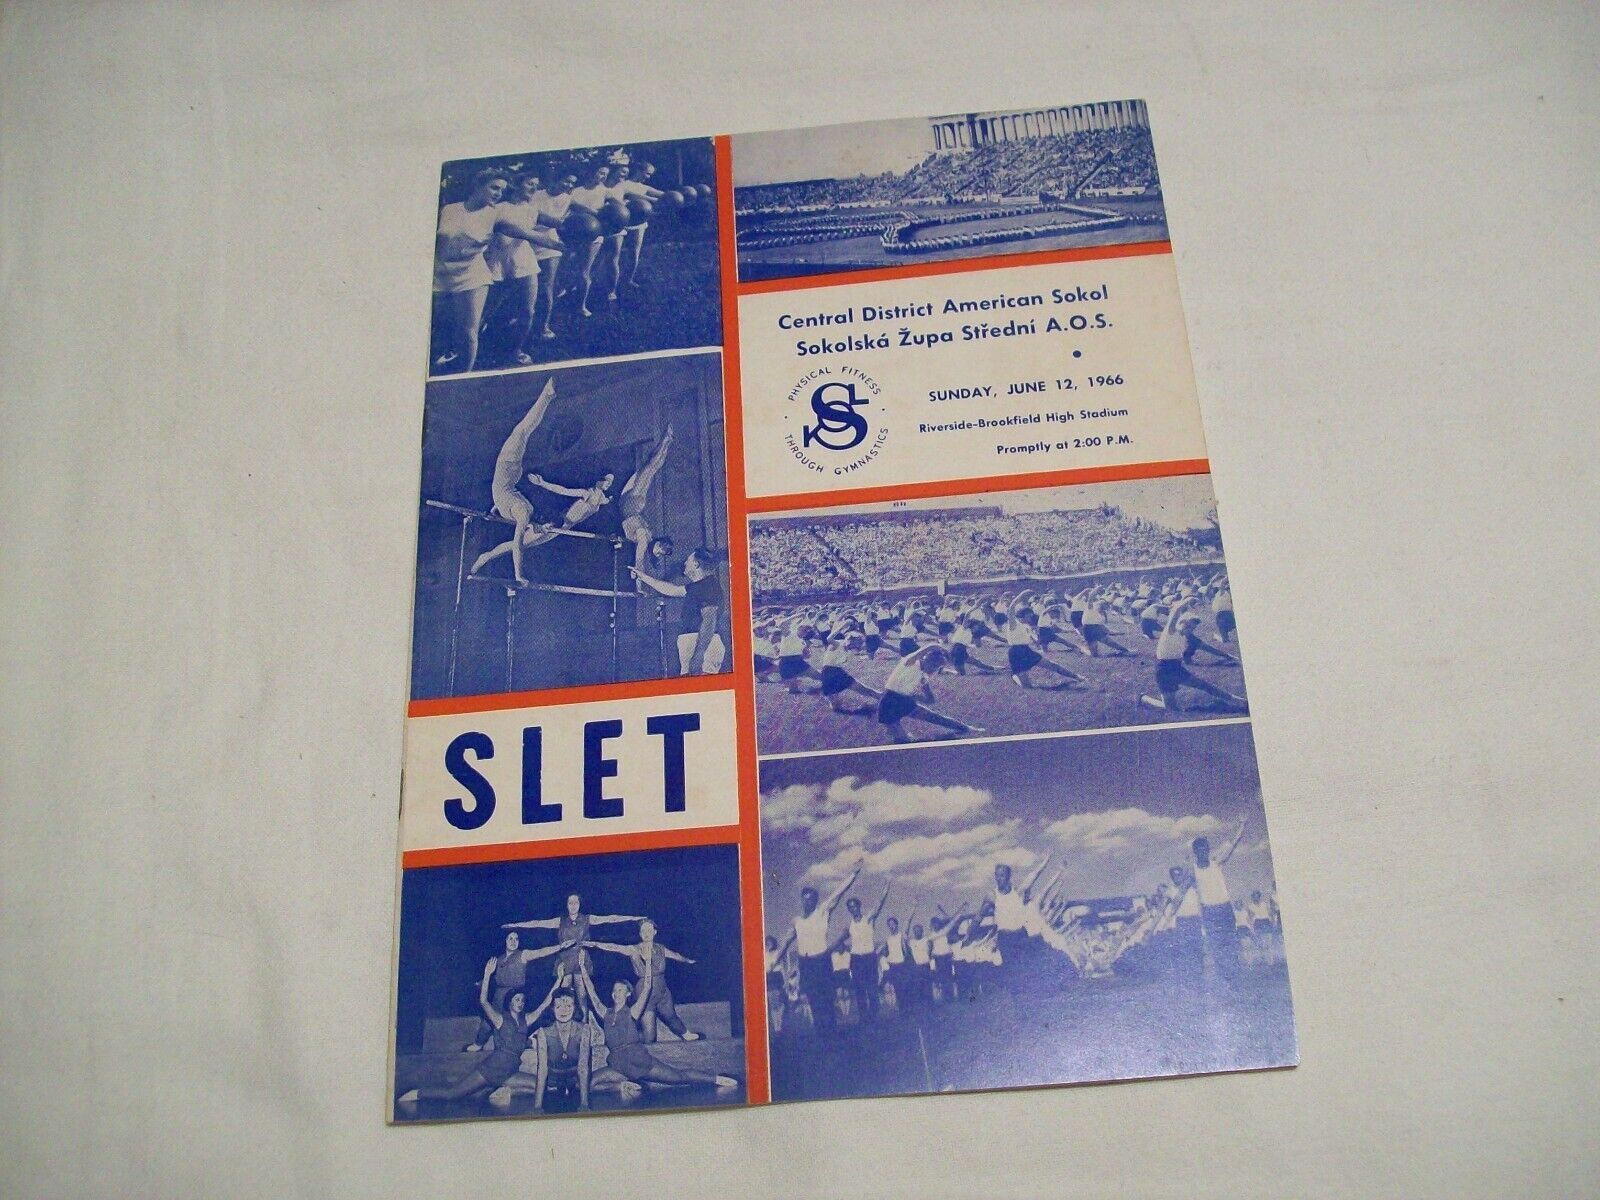 Central District American Sokol
Sokolská Župa Střední A.O.S.
•
SUNDAY, JUNE 12, 1966
Riverside-Brookfield High Stadium
Promptly at 2:00 P.M.
• PHYSICAL FITNESS •
THROUGH GYMNASTICS
SS
SLET